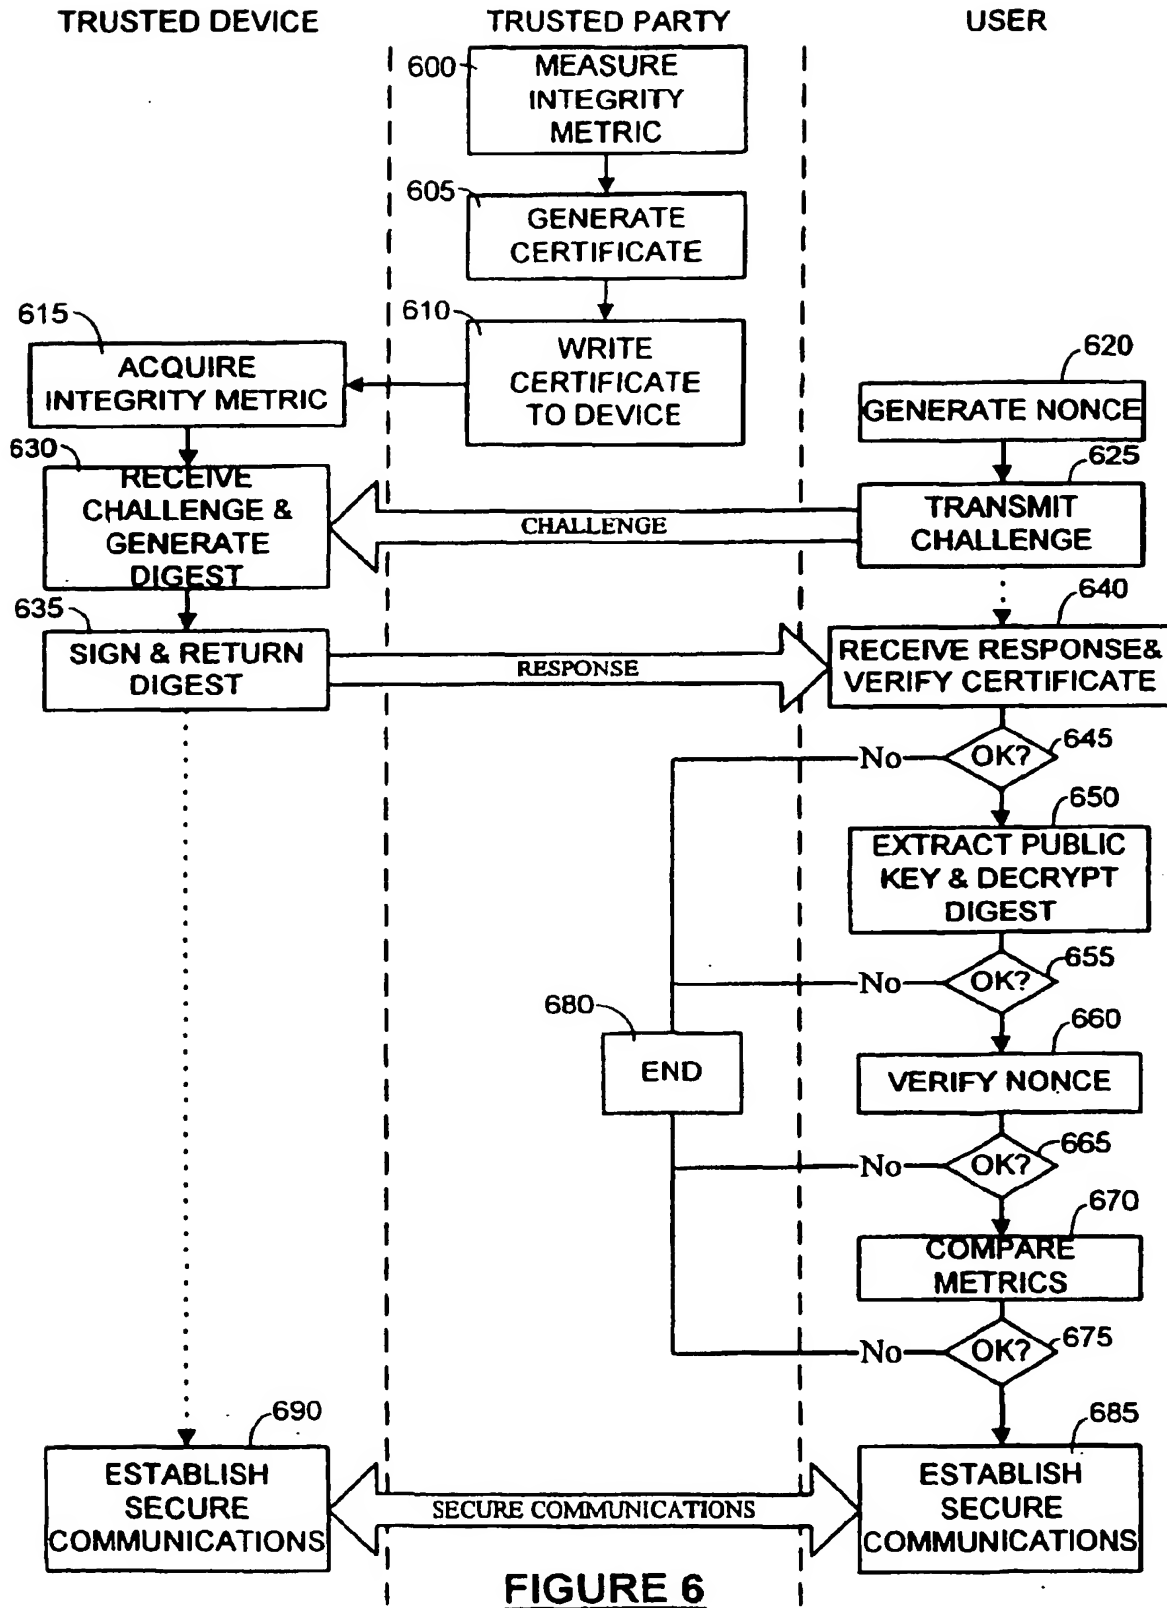 TRUSTED DEVICE
TRUSTED PARTY
USER
600
MEASURE
INTEGRITY
METRIC
605
GENERATE
CERTIFICATE
610
WRITE
CERTIFICATE
TO DEVICE
615
ACQUIRE
INTEGRITY METRIC
620
GENERATE NONCE
625
TRANSMIT
CHALLENGE
CHALLENGE
630
RECEIVE
CHALLENGE &
GENERATE
DIGEST
635
SIGN & RETURN
DIGEST
RESPONSE
640
RECEIVE RESPONSE&
VERIFY CERTIFICATE
No
OK?
645
650
EXTRACT PUBLIC
KEY & DECRYPT
DIGEST
No
OK?
655
680
END
660
VERIFY NONCE
No
OK?
665
670
COMPARE
METRICS
No
OK?
675
690
ESTABLISH
SECURE
COMMUNICATIONS
SECURE COMMUNICATIONS
685
ESTABLISH
SECURE
COMMUNICATIONS
FIGURE 6